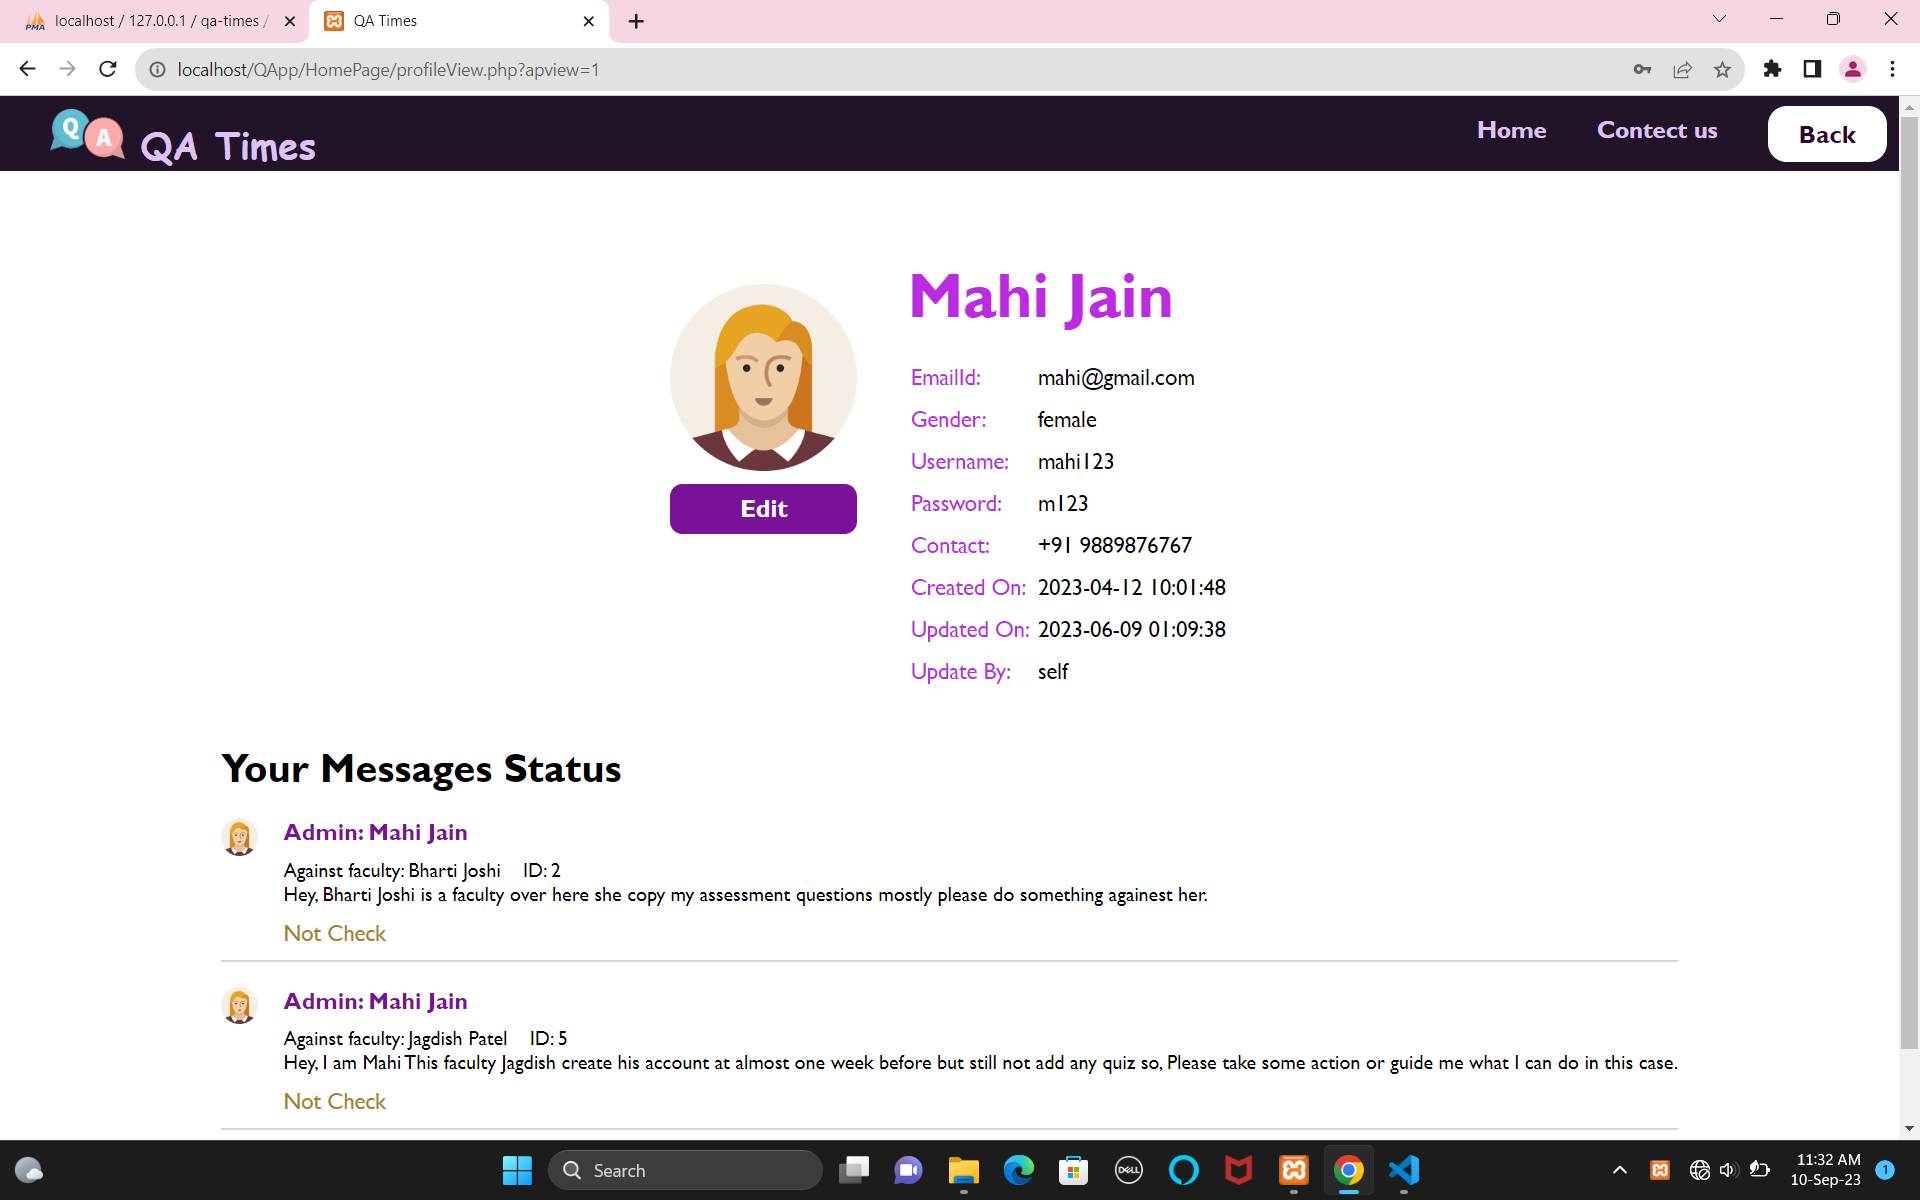 localhost / 127.0.0.1 / qa-times /
QA Times
localhost/QApp/HomePage/profileView.php?apview=1
Q A QA Times
Home Contect us Back
Mahi Jain
EmailId: mahi@gmail.com
Gender: female
Username: mahi123
Password: m123
Contact: +91 9889876767
Created On: 2023-04-12 10:01:48
Updated On: 2023-06-09 01:09:38
Update By: self
Edit
Your Messages Status
Admin: Mahi Jain
Against faculty: Bharti Joshi ID: 2
Hey, Bharti Joshi is a faculty over here she copy my assessment questions mostly please do something againest her.
Not Check
Admin: Mahi Jain
Against faculty: Jagdish Patel ID: 5
Hey, I am Mahi This faculty Jagdish create his account at almost one week before but still not add any quiz so, Please take some action or guide me what I can do in this case.
Not Check
Search
DELL
11:32 AM
10-Sep-23
1
PMA